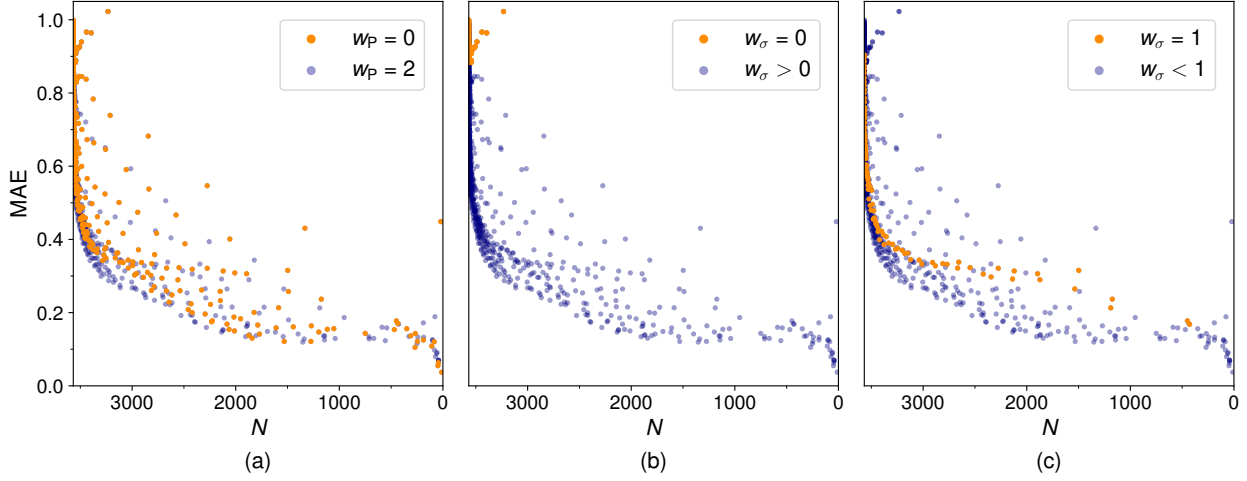 MAE
1.0
0.8
0.6
0.4
0.2
0.0
3000 2000 1000 0
N
(a)
w_P = 0
w_P = 2
3000 2000 1000 0
N
(b)
w_σ = 0
w_σ > 0
3000 2000 1000 0
N
(c)
w_σ = 1
w_σ < 1